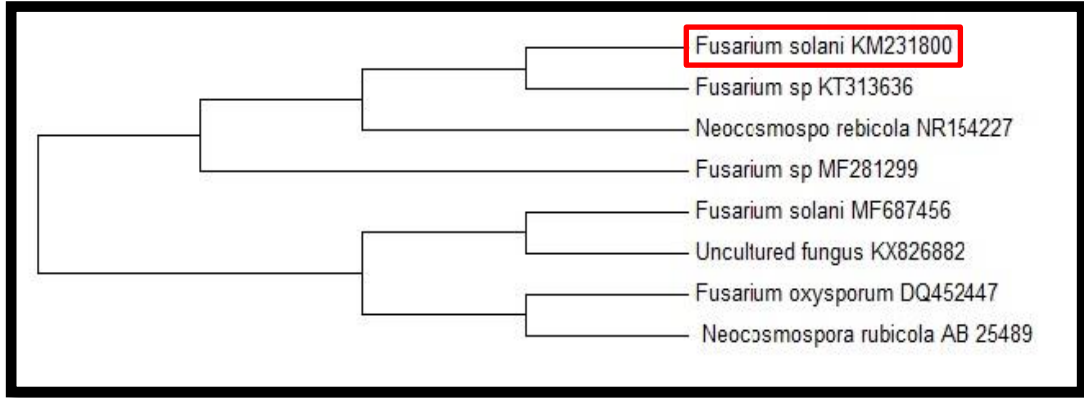 Fusarium solani KM231800
Fusarium sp KT313636
Neocosmospo rebicola NR154227
Fusarium sp MF281299
Fusarium solani MF687456
Uncultured fungus KX826882
Fusarium oxysporum DQ452447
Neocosmospora rubicola AB 25489